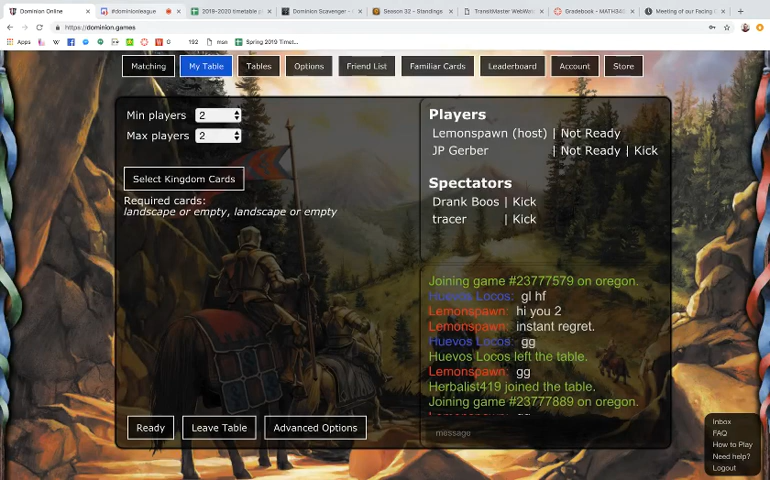 Dominion Online
#dominionleague
2019-2020 timetable p
Dominion Scavenger -
Season 32 - Standings
TransitMaster WebWat
Gradebook - MATH34
Meeting of our Facing
https://dominion.games
Apps
0
192
msn
Spring 2019 Timet...
Matching
My Table
Tables
Options
Friend List
Familiar Cards
Leaderboard
Account
Store
Min players 2
Max players 2
Select Kingdom Cards
Required cards:
landscape or empty, landscape or empty
Ready
Leave Table
Advanced Options
Players
Lemonspawn (host) | Not Ready
JP Gerber | Not Ready | Kick
Spectators
Drank Boos | Kick
tracer | Kick
Joining game #23777579 on oregon.
Huevos Locos: gl hf
Lemonspawn: hi you 2
Lemonspawn: instant regret.
Huevos Locos: gg
Huevos Locos left the table.
Lemonspawn: gg
Herbalist419 joined the table.
Joining game #23777889 on oregon.
message
Inbox
FAQ
How to Play
Need help?
Logout